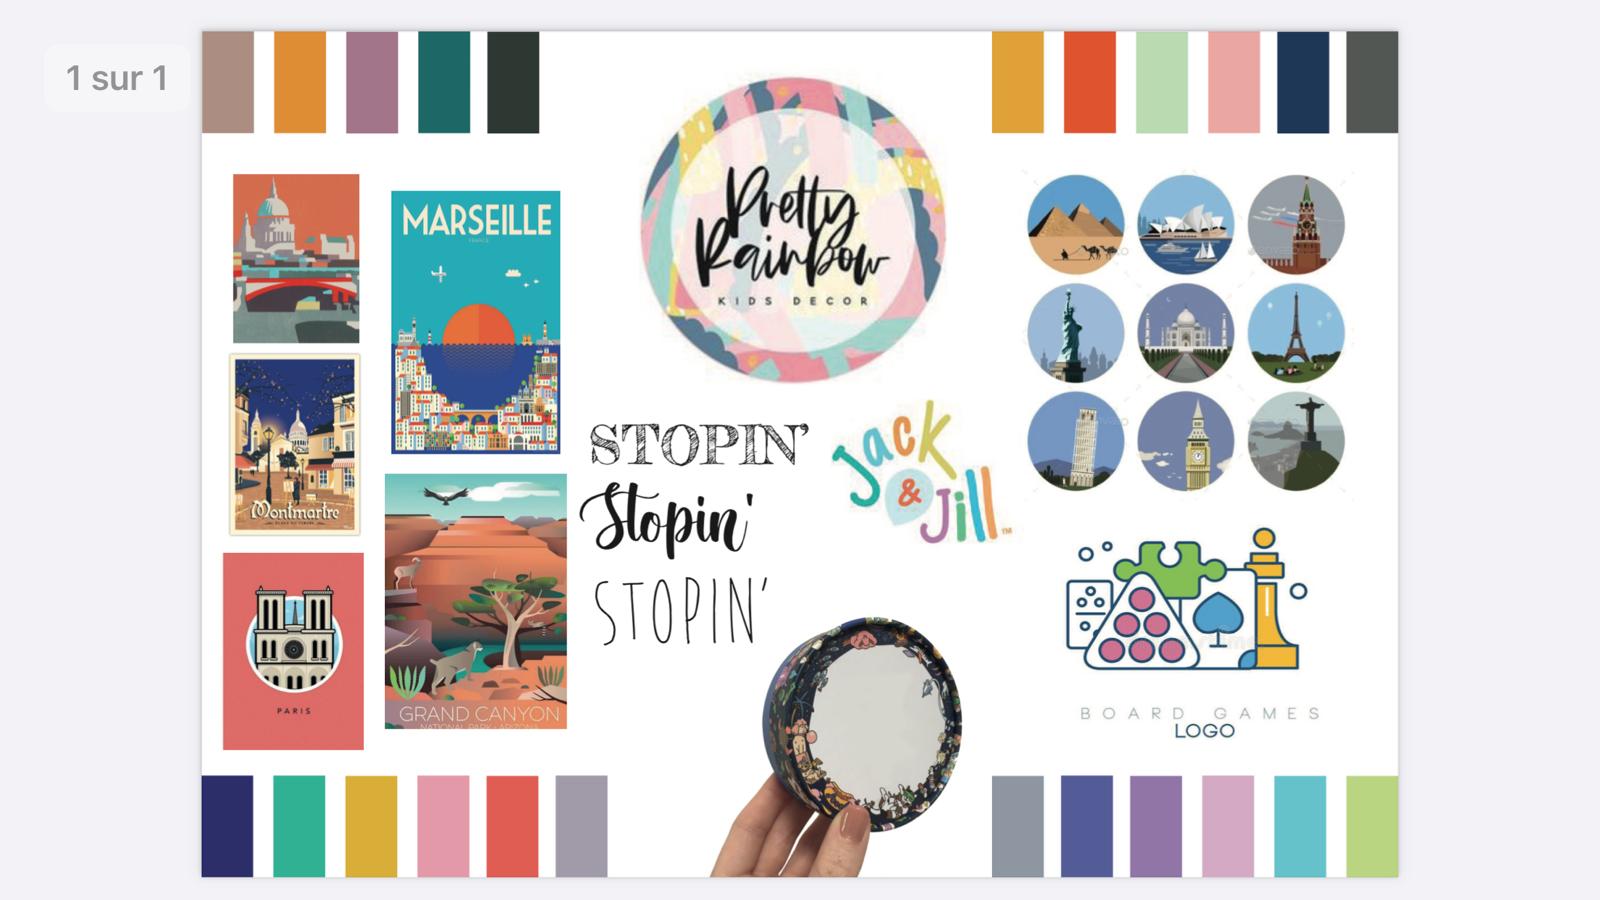 1 sur 1
MARSEILLE
FRANCE
Pretty
Rainbow
KIDS DECOR
STOPIN'
Stopin'
STOPIN'
Jack
& Jill
TM
Montmartre
PARIS
GRAND CANYON
NATIONAL PARK • ARIZONA
BOARD GAMES
LOGO